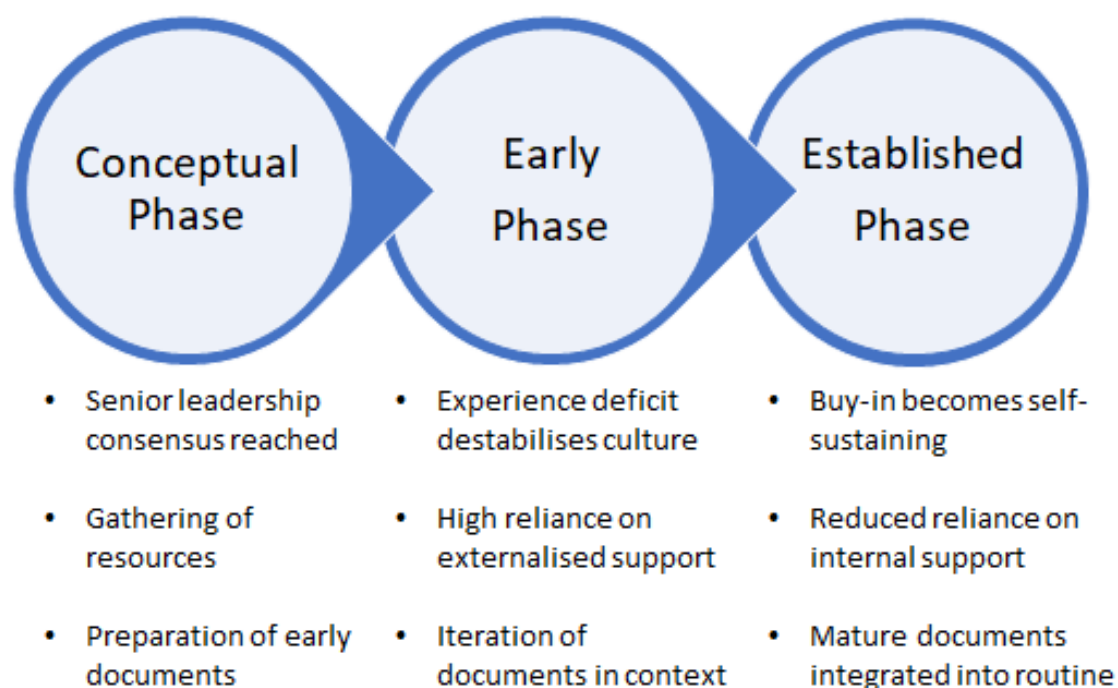 Conceptual
Phase
Early
Phase
Established
Phase
• Senior leadership
consensus reached
• Gathering of
resources
• Preparation of early
documents
• Experience deficit
destabilises culture
• High reliance on
externalised support
• Iteration of
documents in context
• Buy-in becomes self-
sustaining
• Reduced reliance on
internal support
• Mature documents
integrated into routine